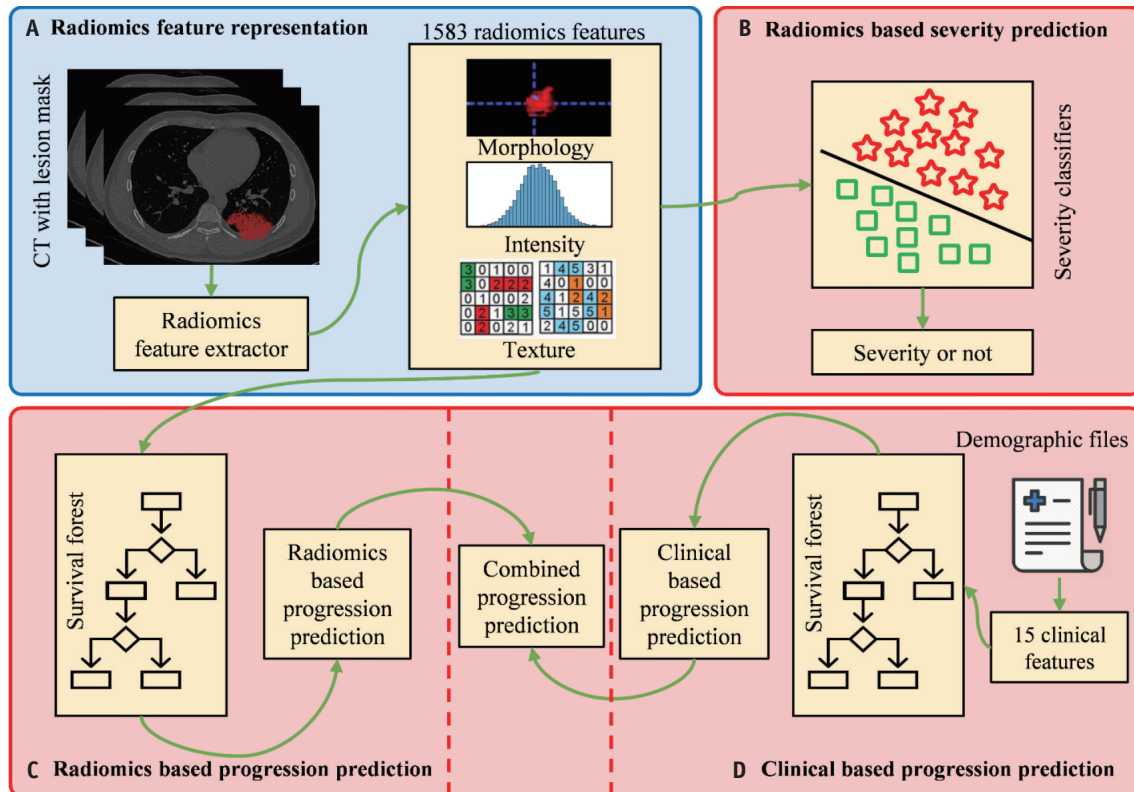 A Radiomics feature representation
CT with lesion mask
Radiomics
feature extractor
1583 radiomics features
Morphology
Intensity
3 0 1 0 0
3 0 2 2 2
0 1 0 0 2
0 2 1 3 3
0 2 0 2 1
1 4 5 3 1
4 0 1 0 0
4 1 2 4 2
5 1 5 5 1
2 4 5 0 0
Texture
B Radiomics based severity prediction
Severity classifiers
Severity or not
Survival forest
Radiomics
based
progression
prediction
C Radiomics based progression prediction
Combined
progression
prediction
Clinical
based
progression
prediction
Survival forest
Demographic files
15 clinical
features
D Clinical based progression prediction